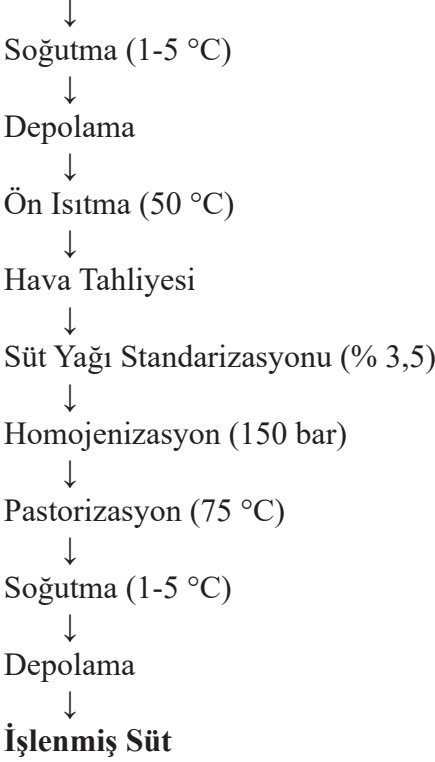 ↓
Soğutma (1-5 °C)
↓
Depolama
↓
Ön Isıtma (50 °C)
↓
Hava Tahliyesi
↓
Süt Yağı Standarizasyonu (% 3,5)
↓
Homojenizasyon (150 bar)
↓
Pastorizasyon (75 °C)
↓
Soğutma (1-5 °C)
↓
Depolama
↓
İşlenmiş Süt